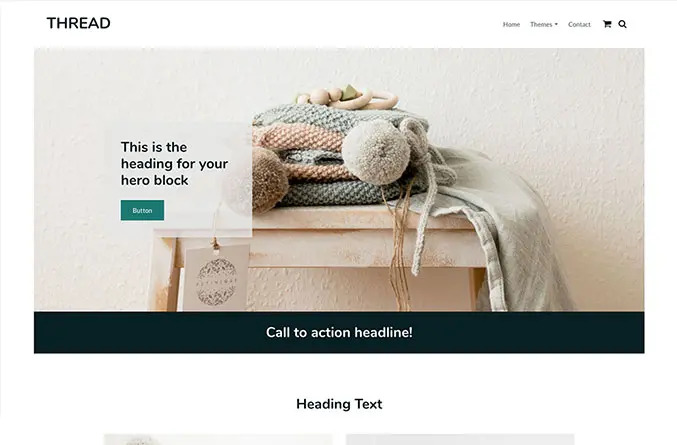 THREAD
Home Themes Contact
This is the
heading for your
hero block
Button
Call to action headline!
Heading Text